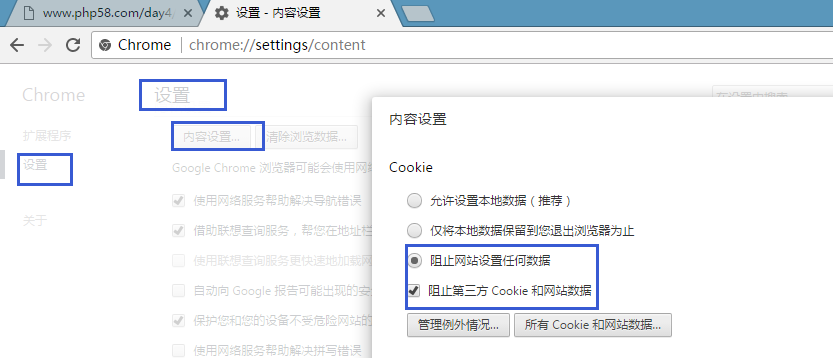 www.php58.com/day4
设置 - 内容设置
Chrome chrome://settings/content
Chrome
设置
在设置中搜索
内容设置
扩展程序
内容设置... 清除浏览数据...
设置
Google Chrome 浏览器可能会使用网
Cookie
使用网络服务帮助解决导航错误
允许设置本地数据（推荐）
关于
借助联想查询服务，帮您在地址栏
仅将本地数据保留到您退出浏览器为止
使用联想查询服务更快速地加载网
阻止网站设置任何数据
自动向 Google 报告可能出现的安
阻止第三方 Cookie 和网站数据
保护您和您的设备不受危险网站的
管理例外情况... 所有 Cookie 和网站数据...
使用网络服务帮助解决拼写错误